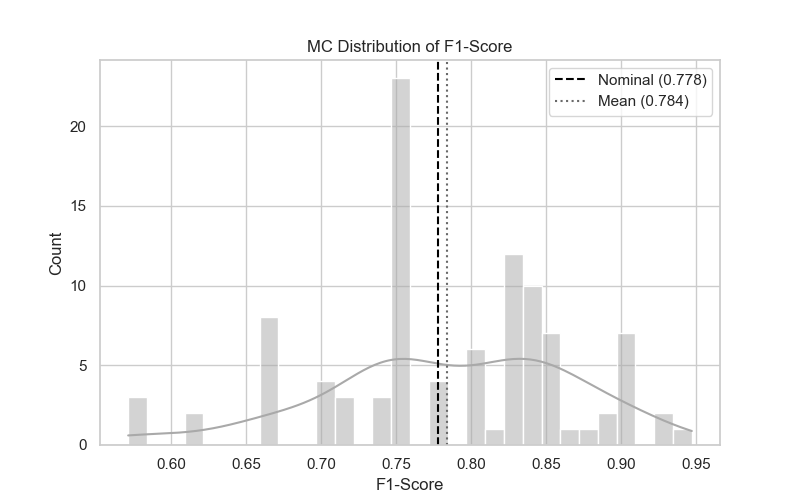 MC Distribution of F1-Score
Nominal (0.778)
Mean (0.784)
Count
20
15
10
5
0
0.60 0.65 0.70 0.75 0.80 0.85 0.90 0.95
F1-Score